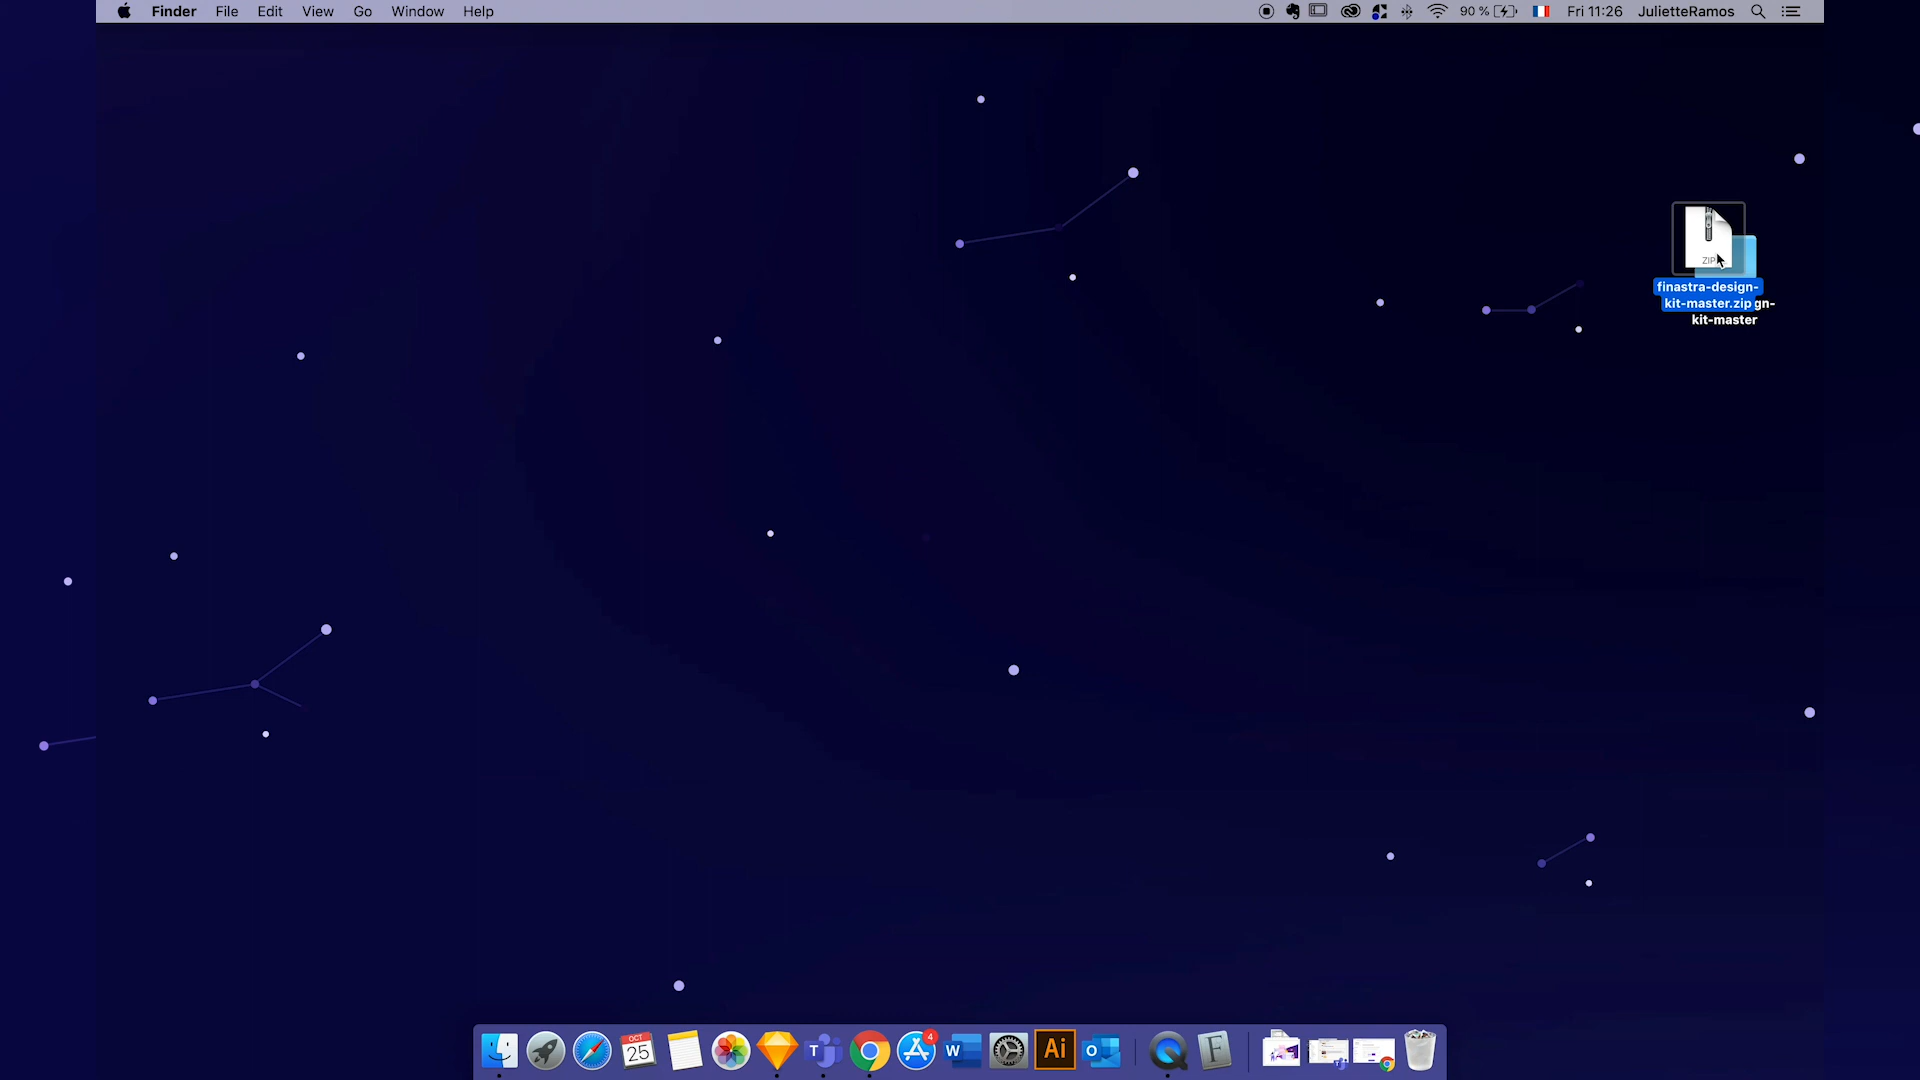 Finder File Edit View Go Window Help
90 % Fri 11:26 JulietteRamos
ZIP
finastra-design-
kit-master.zip gn-
kit-master
OCT
25
T
4
W
Ai
O
F